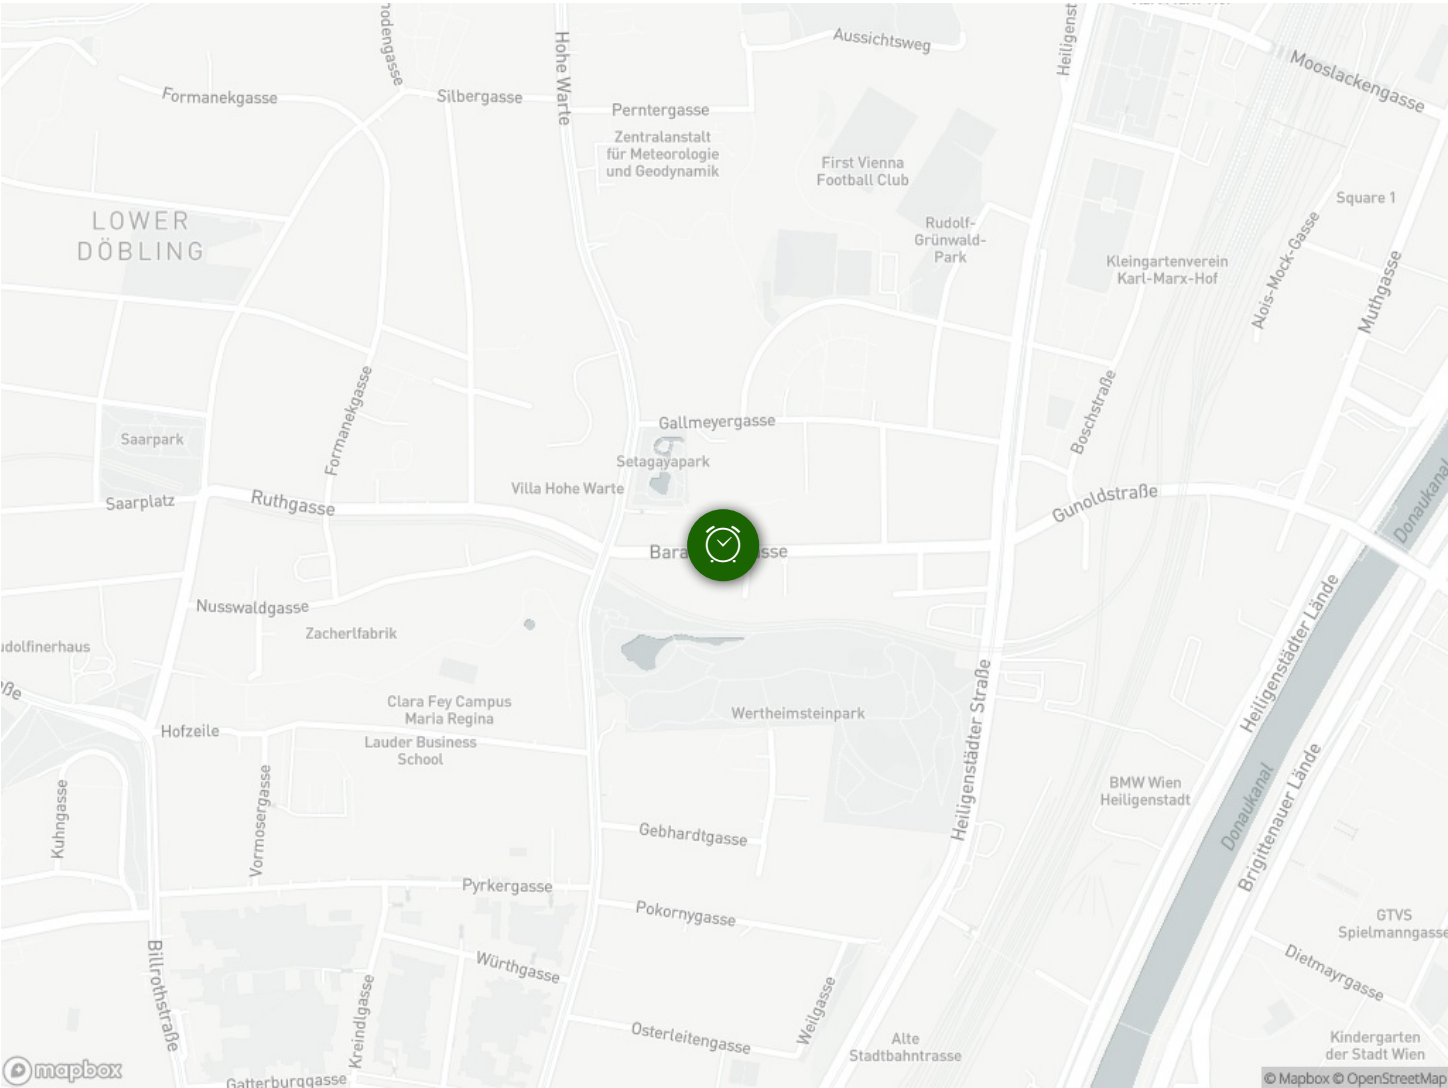 Aussichtsweg
Hohe Warte
Mooslackengasse
Formanekgasse
Silbergasse
Perntergasse
Zentralanstalt
für Meteorologie
und Geodynamik
First Vienna
Football Club
Square 1
LOWER
DÖBLING
Rudolf-
Grünwald-
Park
Kleingartenverein
Karl-Marx-Hof
Alois-Mock-Gasse
Muthgasse
Formanekgasse
Boschstraße
Gallmeyergasse
Saarpark
Setagayapark
Villa Hohe Warte
Saarplatz
Ruthgasse
Gunoldstraße
Donaukanal
Nusswaldgasse
Zacherlfabrik
udolfinerhaus
Heiligenstädter Lände
Clara Fey Campus
Maria Regina
Wertheimsteinpark
Heiligenstädter Straße
Hofzeile
Lauder Business
School
BMW Wien
Heiligenstadt
Kuhngasse
Vormosergasse
Gebhardtgasse
Donaukanal
Brigittenauer Lände
Pyrkergasse
Pokornygasse
GTVS
Spielmanngasse
Billrothstraße
Würthgasse
Dietmayrgasse
Kreindlgasse
Weilgasse
Osterleitengasse
Alte
Stadtbahntrasse
Kindergarten
der Stadt Wien
Gatterburggasse
mapbox
© Mapbox © OpenStreetMap